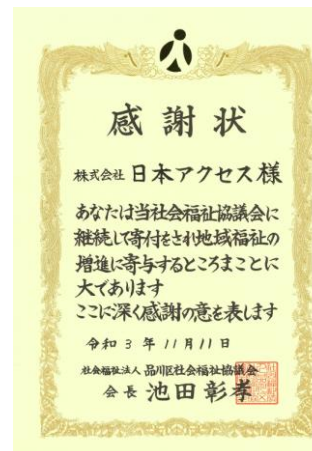 感謝状
株式会社 日本アクセス様
あなたは当社会福祉協議会に
継続して寄付をされ地域福祉の
増進に寄与するところまことに
大であります
ここに深く感謝の意を表します
令和 3 年 11 月 11 日
社会福祉法人 品川区社会福祉協議会
会長 池田彰孝